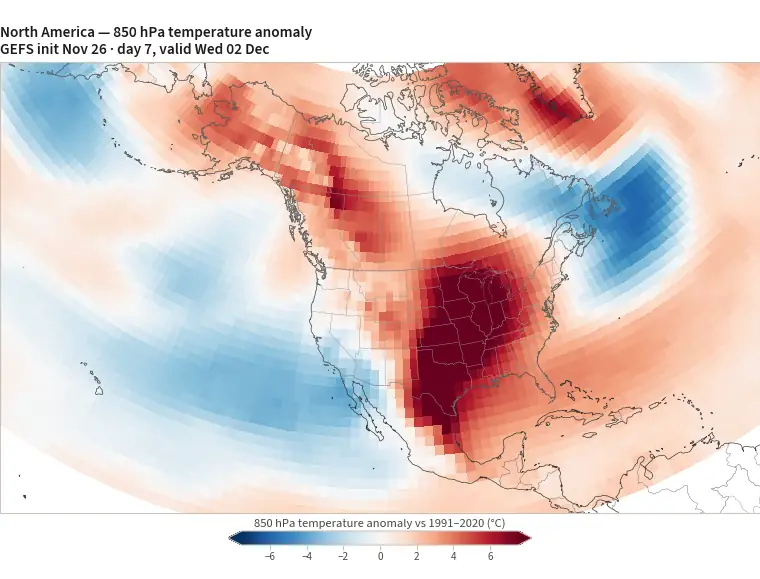 North America — 850 hPa temperature anomaly
GEFS init Nov 26 · day 7, valid Wed 02 Dec
850 hPa temperature anomaly vs 1991–2020 (°C)
−6 −4 −2 0 2 4 6